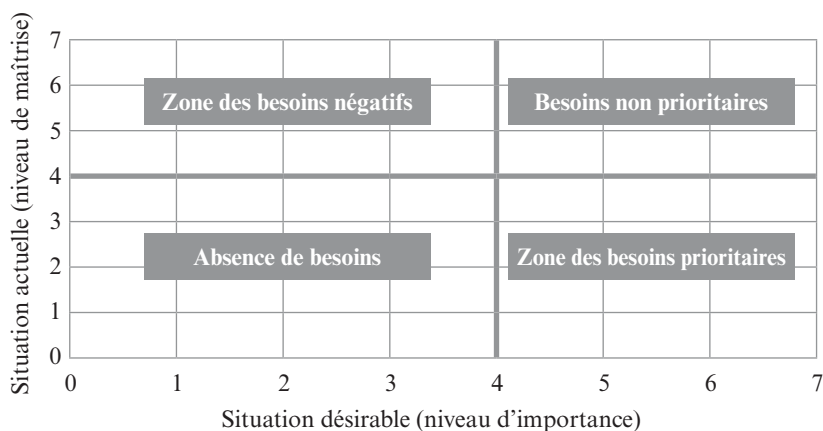 Situation actuelle (niveau de maîtrise)
7
6
5
4
3
2
1
0
Zone des besoins négatifs
Besoins non prioritaires
Absence de besoins
Zone des besoins prioritaires
0 1 2 3 4 5 6 7
Situation désirable (niveau d’importance)